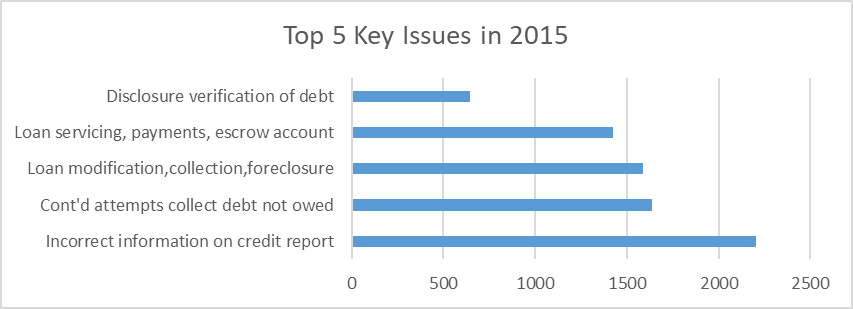 Top 5 Key Issues in 2015
Disclosure verification of debt
Loan servicing, payments, escrow account
Loan modification,collection,foreclosure
Cont'd attempts collect debt not owed
Incorrect information on credit report
0 500 1000 1500 2000 2500